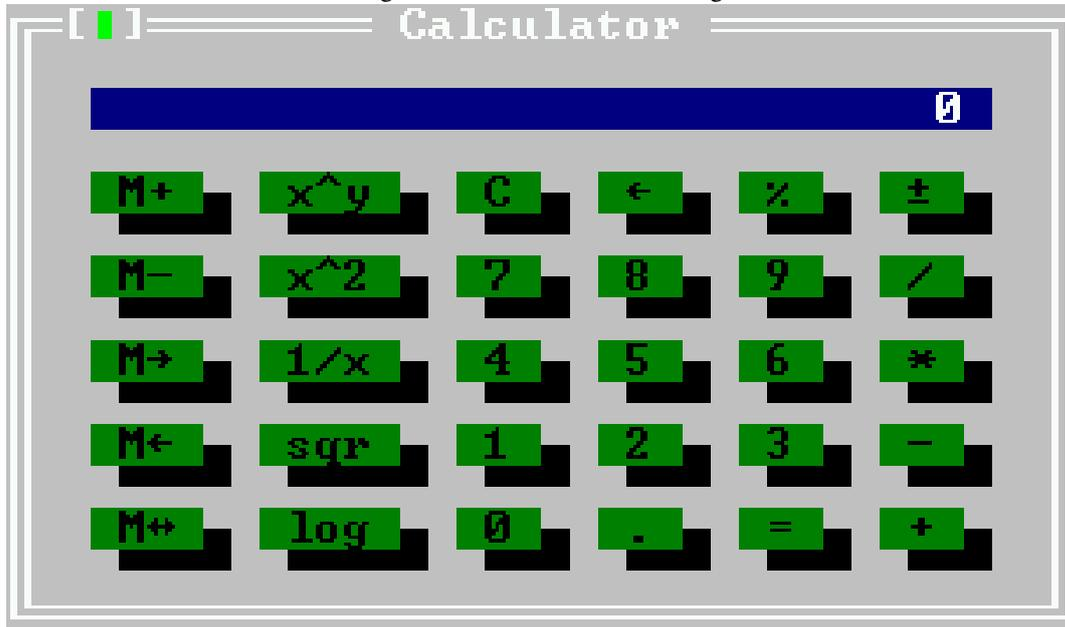 [▮] Calculator
0
M+ x^y C ← % ±
M− x^2 7 8 9 /
M→ 1/x 4 5 6 *
M← sqr 1 2 3 −
M↔ log 0 . = +